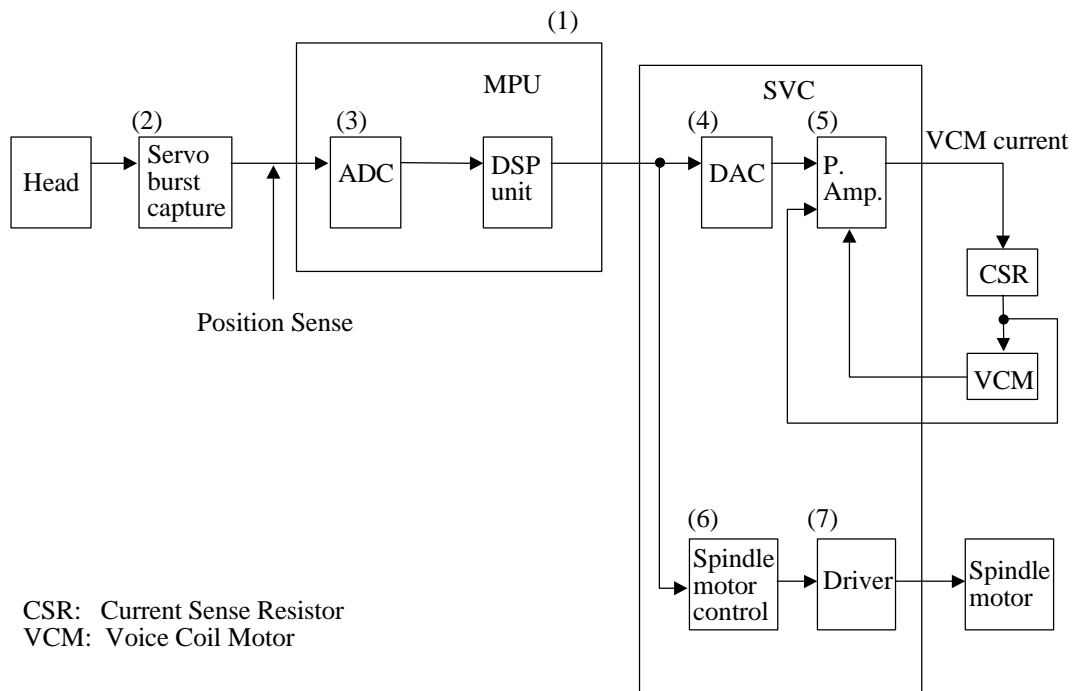 (1)
MPU
SVC
(2)
(3)
(4)
(5)
VCM current
Head
Servo
burst
capture
ADC
DSP
unit
DAC
P.
Amp.
CSR
Position Sense
VCM
(6)
(7)
Spindle
motor
control
Driver
Spindle
motor
CSR: Current Sense Resistor
VCM: Voice Coil Motor